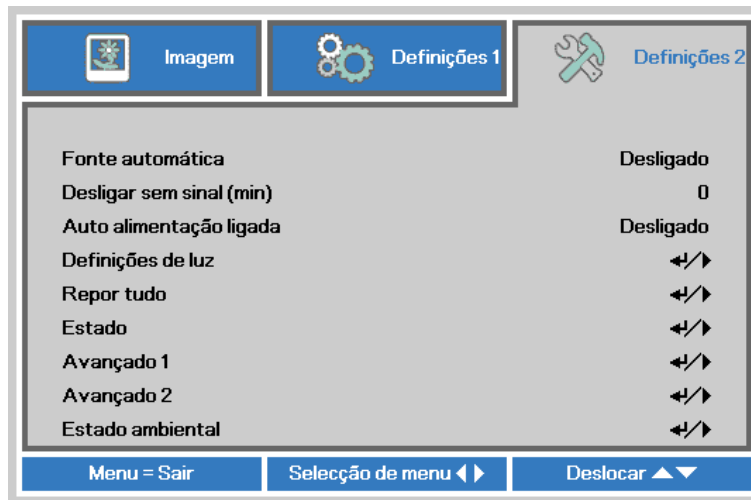 Imagem Definições 1 Definições 2
Fonte automática Desligado
Desligar sem sinal (min) 0
Auto alimentação ligada Desligado
Definições de luz
Repor tudo
Estado
Avançado 1
Avançado 2
Estado ambiental
Menu = Sair Selecção de menu Deslocar